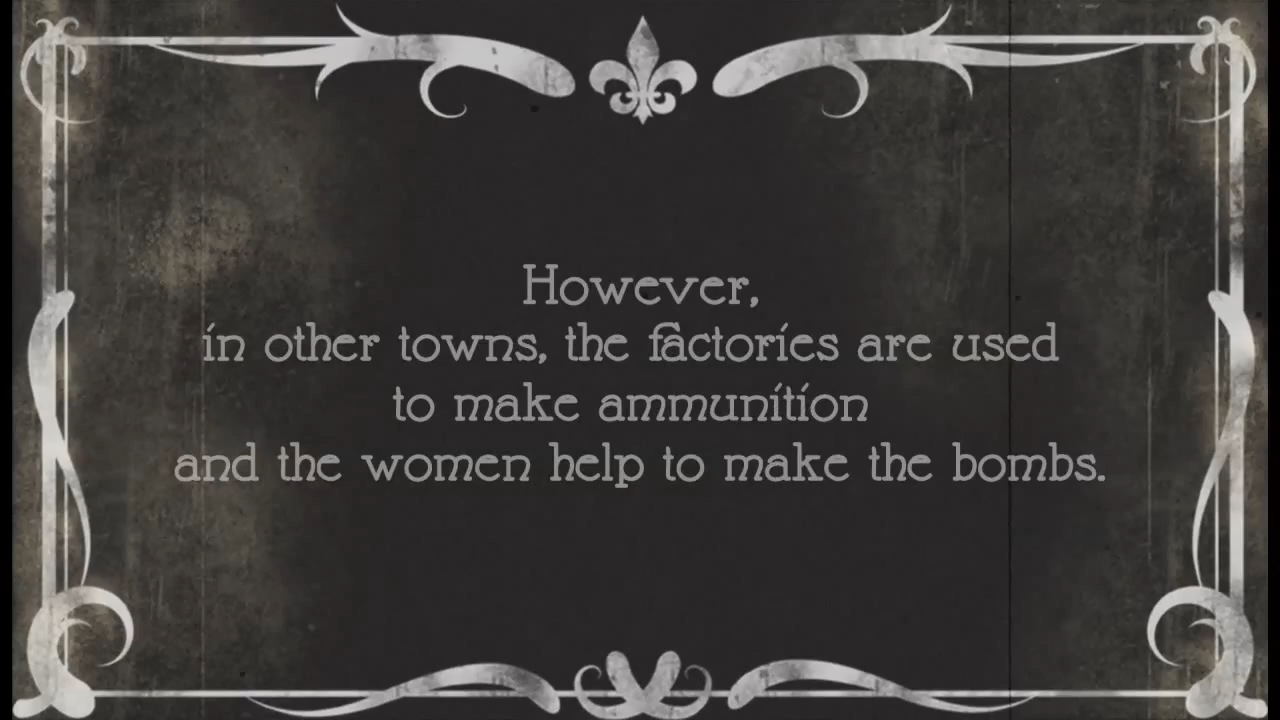 However,
in other towns, the factories are used
to make ammunition
and the women help to make the bombs.